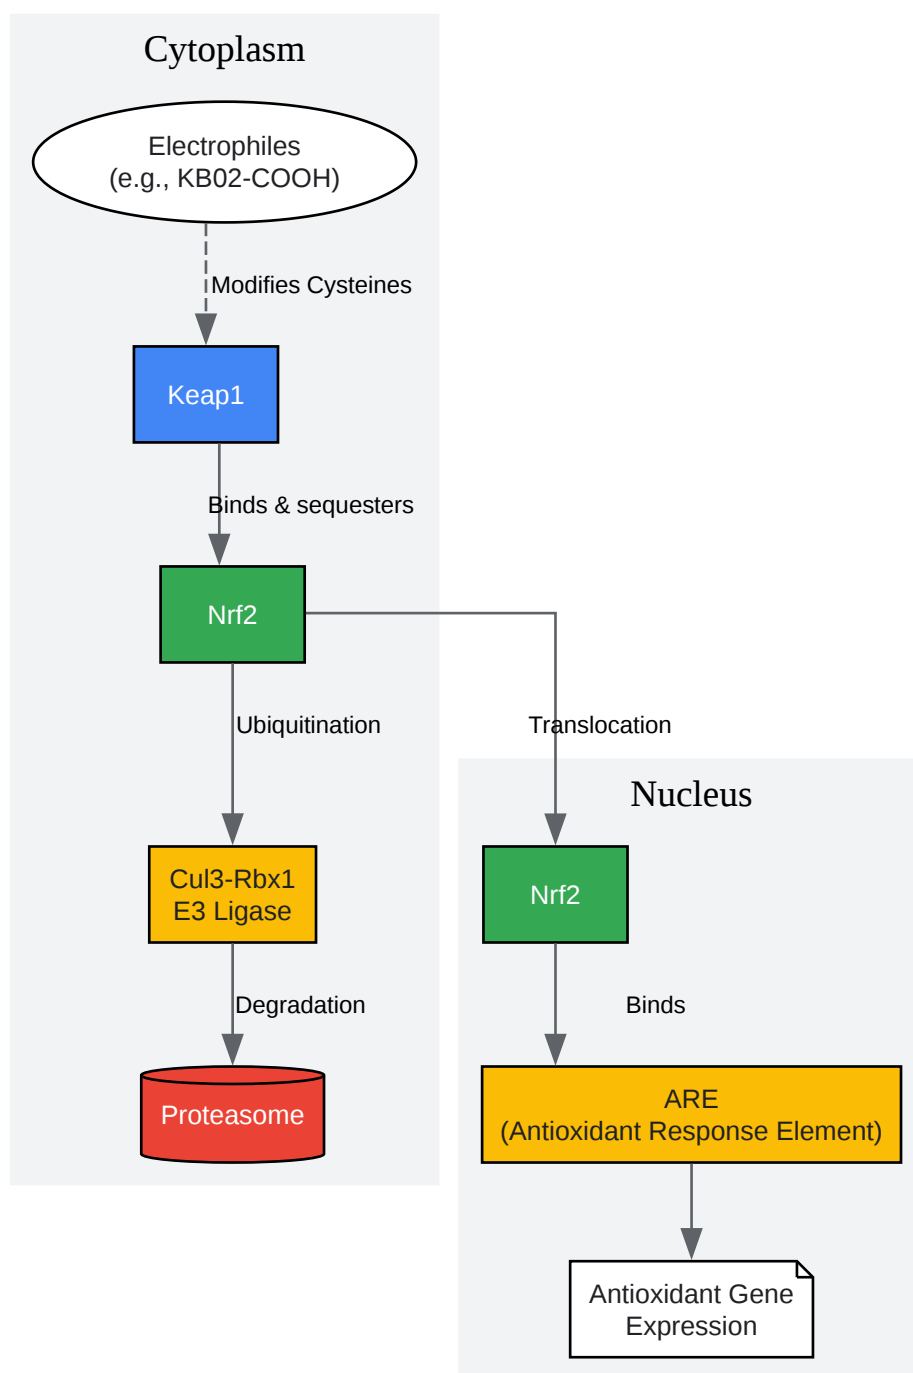 Cytoplasm
Electrophiles
(e.g., KB02-COOH)
Modifies Cysteines
Keap1
Binds & sequesters
Nrf2
Ubiquitination
Translocation
Nucleus
Cul3-Rbx1
E3 Ligase
Nrf2
Degradation
Binds
Proteasome
ARE
(Antioxidant Response Element)
Antioxidant Gene
Expression